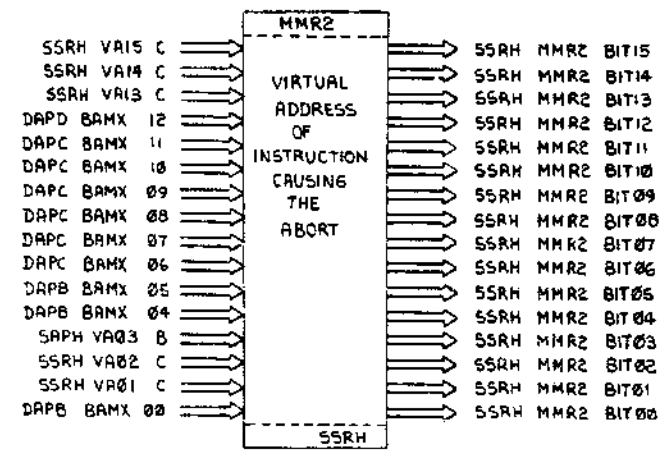 MMR2
SSRH VA15 C
SSRH VA14 C
SSRH VA13 C
DAPD BAMX 12
DAPC BAMX 11
DAPC BAMX 10
DAPC BAMX 09
DAPC BAMX 08
DAPC BAMX 07
DAPC BAMX 06
DAPB BAMX 05
DAPB BAMX 04
SAPH VA03 B
SSRH VA02 C
SSRH VA01 C
DAPB BAMX 00
VIRTUAL
ADDRESS
OF
INSTRUCTION
CAUSING
THE
ABORT
SSRH
SSRH MMR2 BIT15
SSRH MMR2 BIT14
SSRH MMR2 BIT13
SSRH MMR2 BIT12
SSRH MMR2 BIT11
SSRH MMR2 BIT10
SSRH MMR2 BIT09
SSRH MMR2 BIT08
SSRH MMR2 BIT07
SSRH MMR2 BIT06
SSRH MMR2 BIT05
SSRH MMR2 BIT04
SSRH MMR2 BIT03
SSRH MMR2 BIT02
SSRH MMR2 BIT01
SSRH MMR2 BIT00